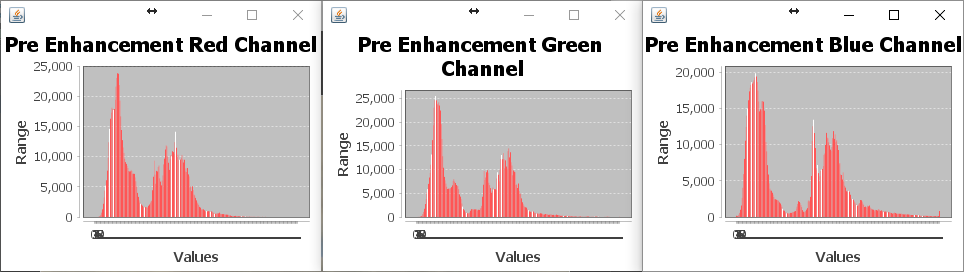 Pre Enhancement Red Channel
25,000
20,000
15,000
10,000
5,000
0
Range
Values
Pre Enhancement Green
Channel
25,000
20,000
15,000
10,000
5,000
0
Range
Values
Pre Enhancement Blue Channel
20,000
15,000
10,000
5,000
0
Range
Values